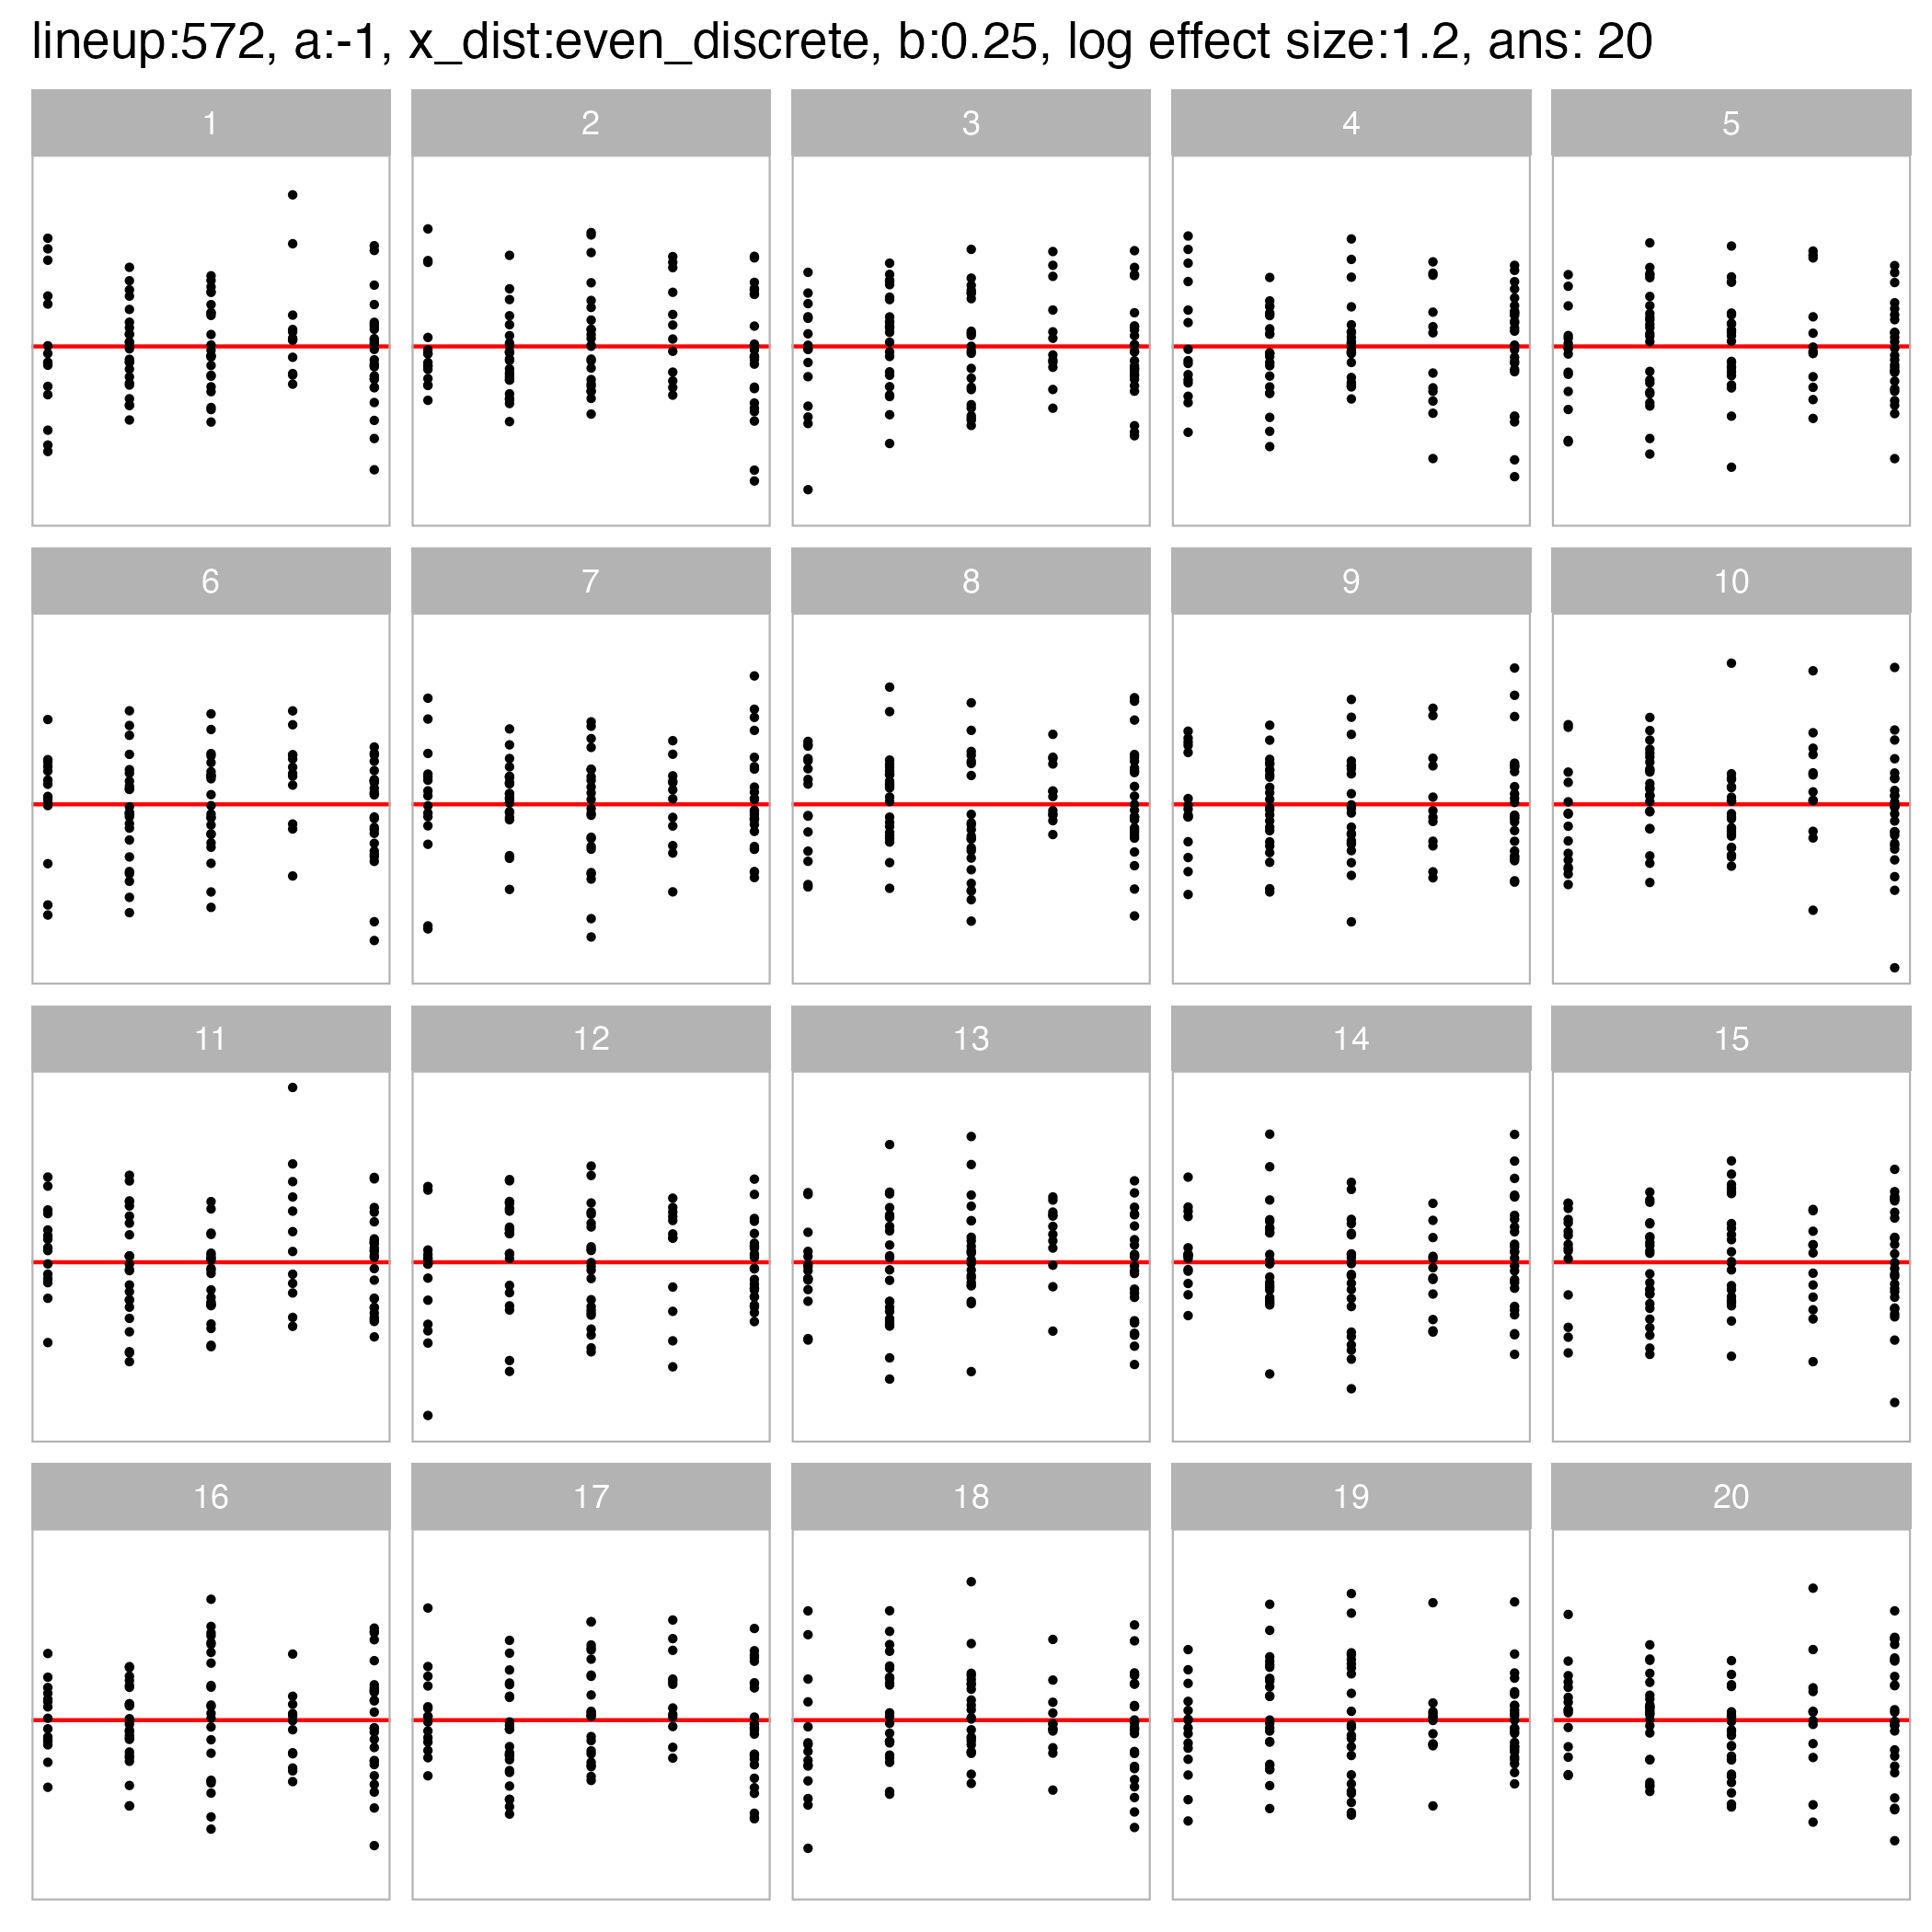 lineup:572, a:-1, x_dist:even_discrete, b:0.25, log effect size:1.2, ans: 20
1 2 3 4 5
6 7 8 9 10
11 12 13 14 15
16 17 18 19 20